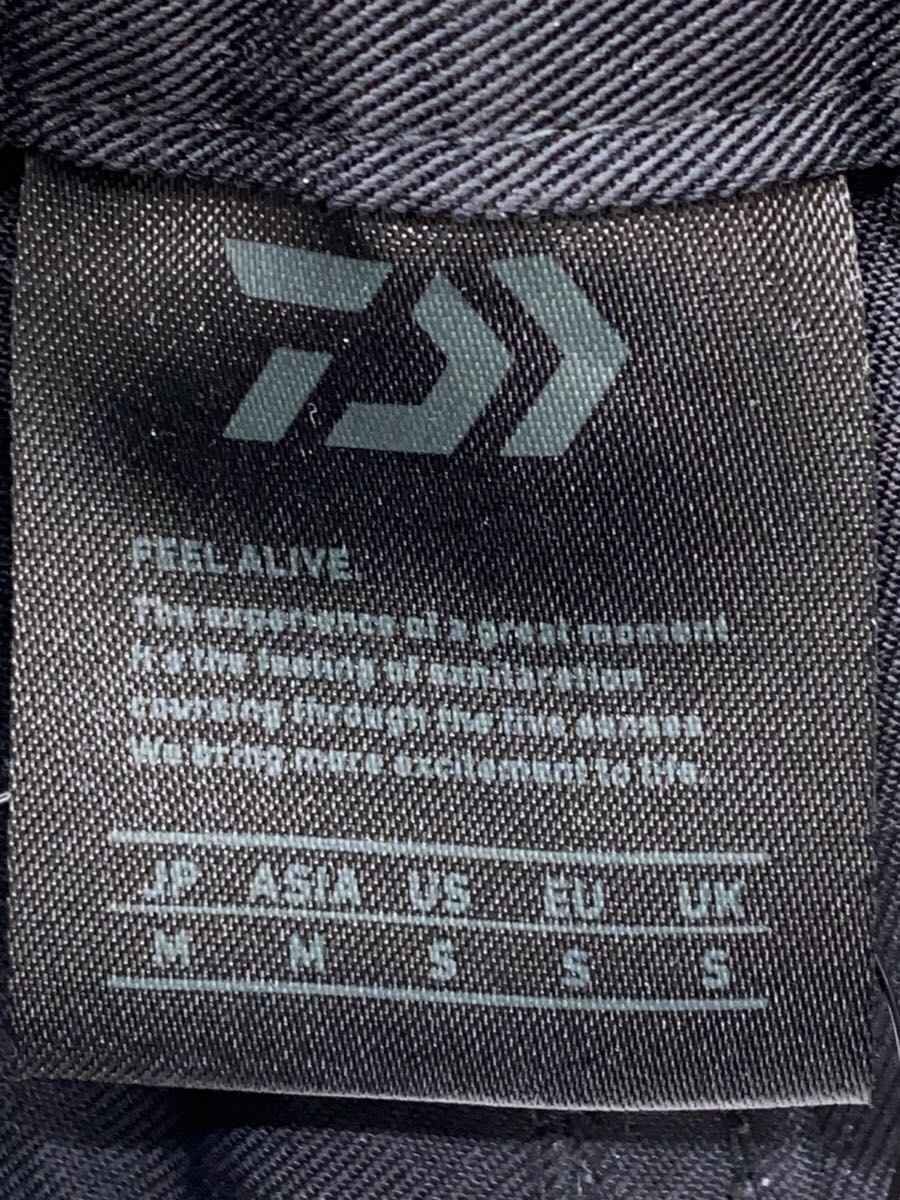 FEEL ALIVE.
The experience of a great moment
It's the feeling of exhilaration
coursing through the five senses
We bring more excitement to life.
JP ASIA US EU UK
M M S S S